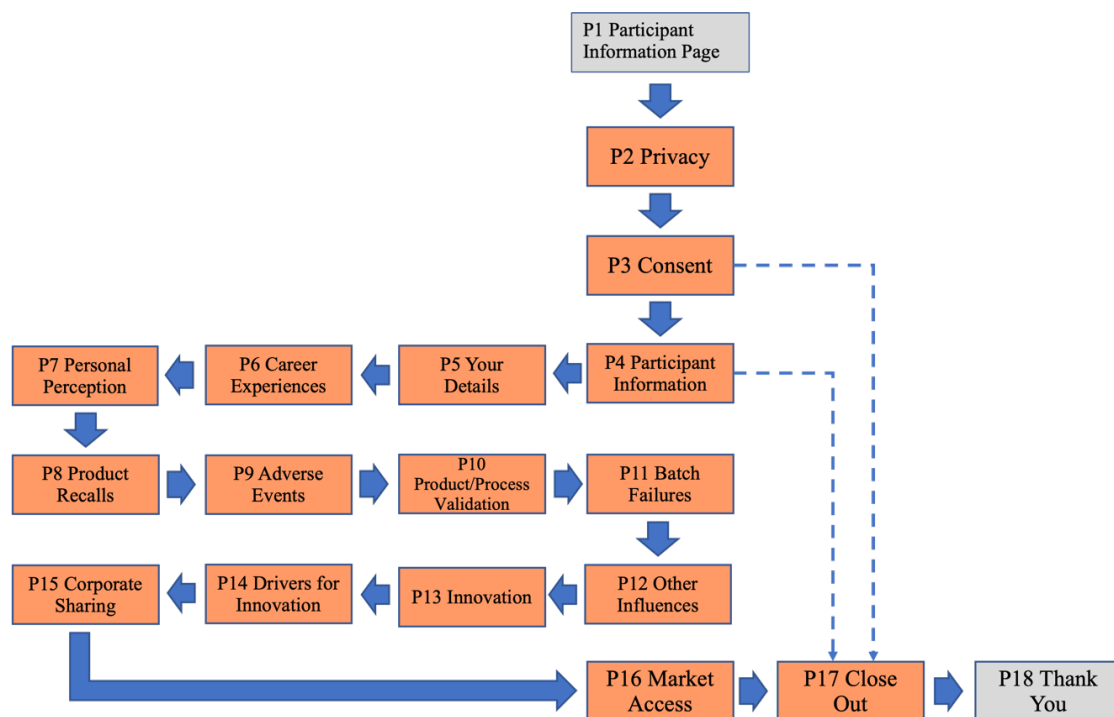 P1 Participant
Information Page
P2 Privacy
P3 Consent
P4 Participant
Information
P5 Your
Details
P6 Career
Experiences
P7 Personal
Perception
P8 Product
Recalls
P9 Adverse
Events
P10
Product/Process
Validation
P11 Batch
Failures
P12 Other
Influences
P13 Innovation
P14 Drivers for
Innovation
P15 Corporate
Sharing
P16 Market
Access
P17 Close
Out
P18 Thank
You